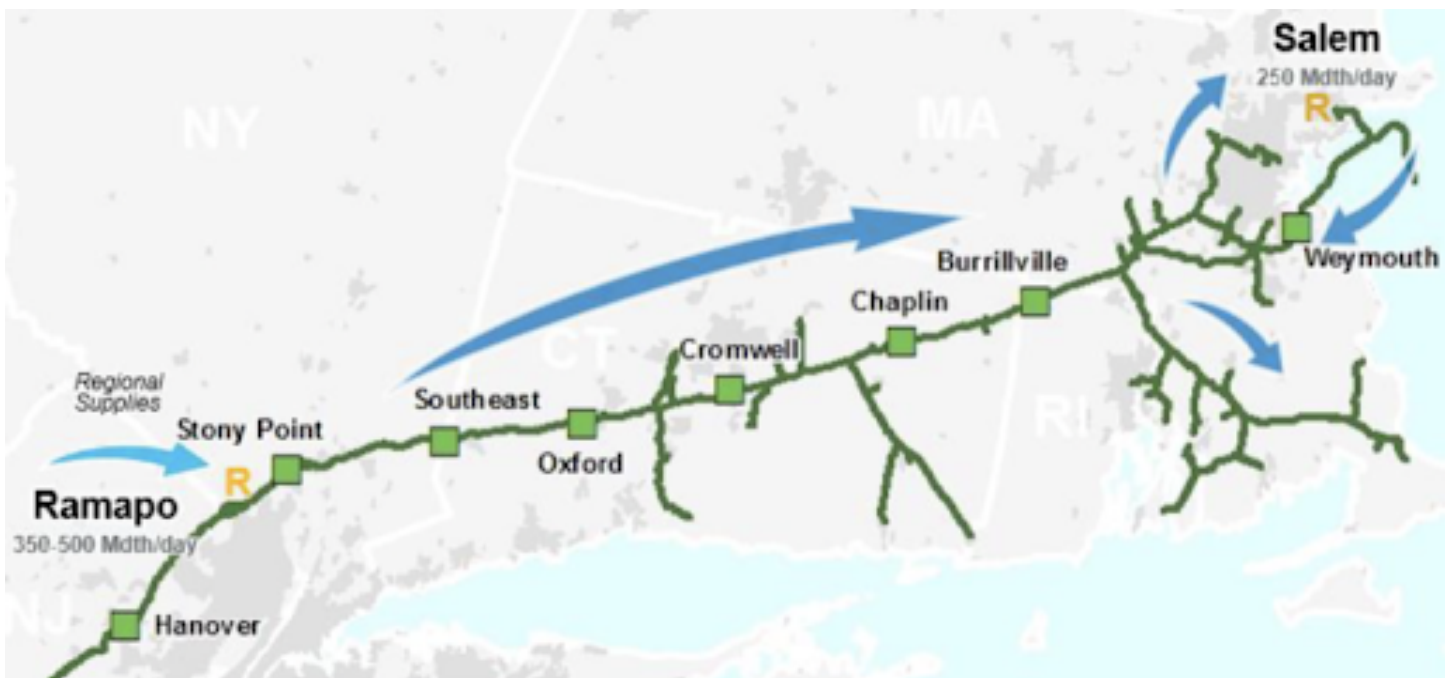 Salem
250 Mdth/day
R
NY
MA
Weymouth
Burrillville
Chaplin
CT
Cromwell
Regional
Supplies
Southeast
Stony Point
RI
Oxford
R
Ramapo
350-500 Mdth/day
NJ
Hanover